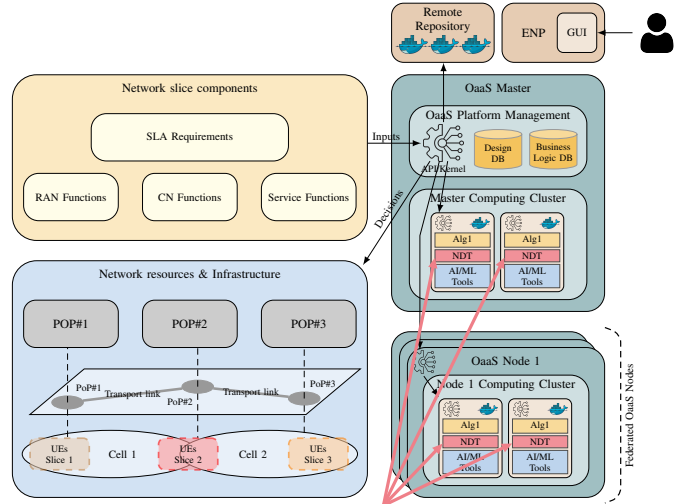 Remote
Repository
ENP
GUI
Network slice components
SLA Requirements
RAN Functions
CN Functions
Service Functions
Inputs
Decisions
OaaS Master
OaaS Platform Management
API/Kernel
Design
DB
Business
Logic DB
Master Computing Cluster
Alg1
NDT
AI/ML
Tools
Alg1
NDT
AI/ML
Tools
Network resources & Infrastructure
POP#1
POP#2
POP#3
PoP#1
Transport link
PoP#2
Transport link
PoP#3
UEs
Slice 1
Cell 1
UEs
Slice 2
Cell 2
UEs
Slice 3
OaaS Node 1
Node 1 Computing Cluster
Alg1
NDT
AI/ML
Tools
Alg1
NDT
AI/ML
Tools
Federated OaaS Nodes